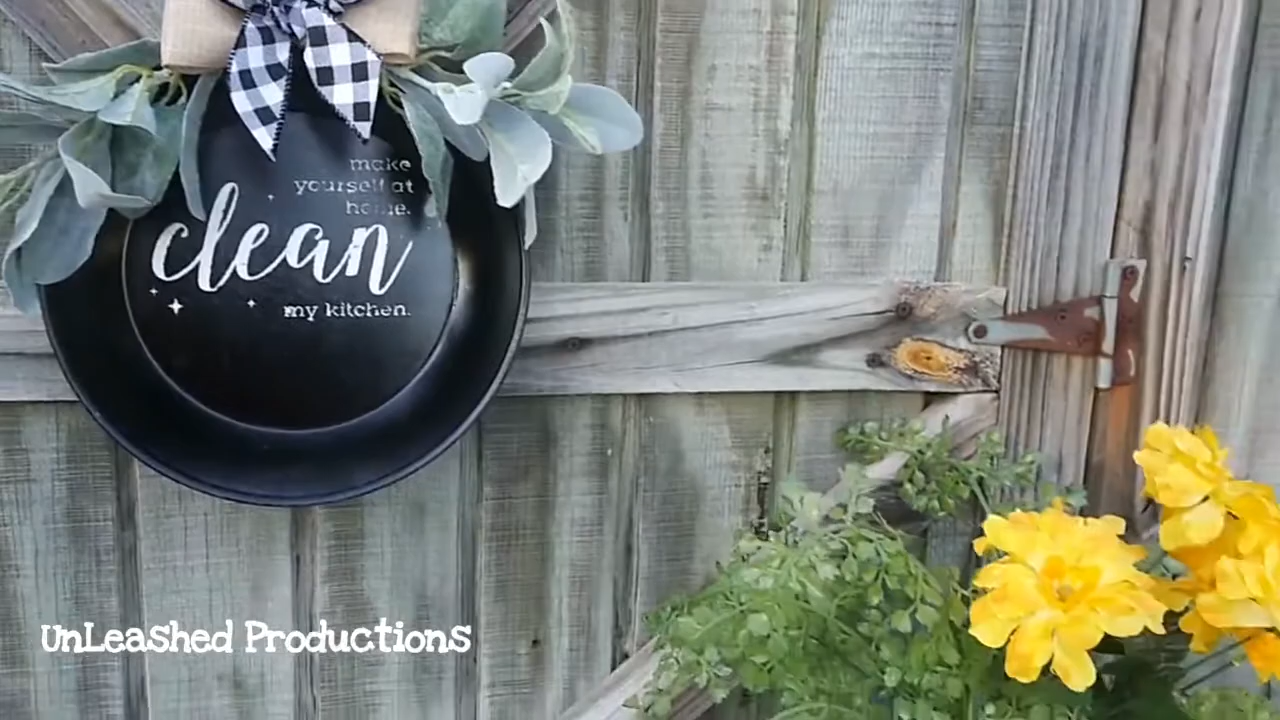 make
yourself at
home.
clean
my kitchen.
UnLeashed Productions